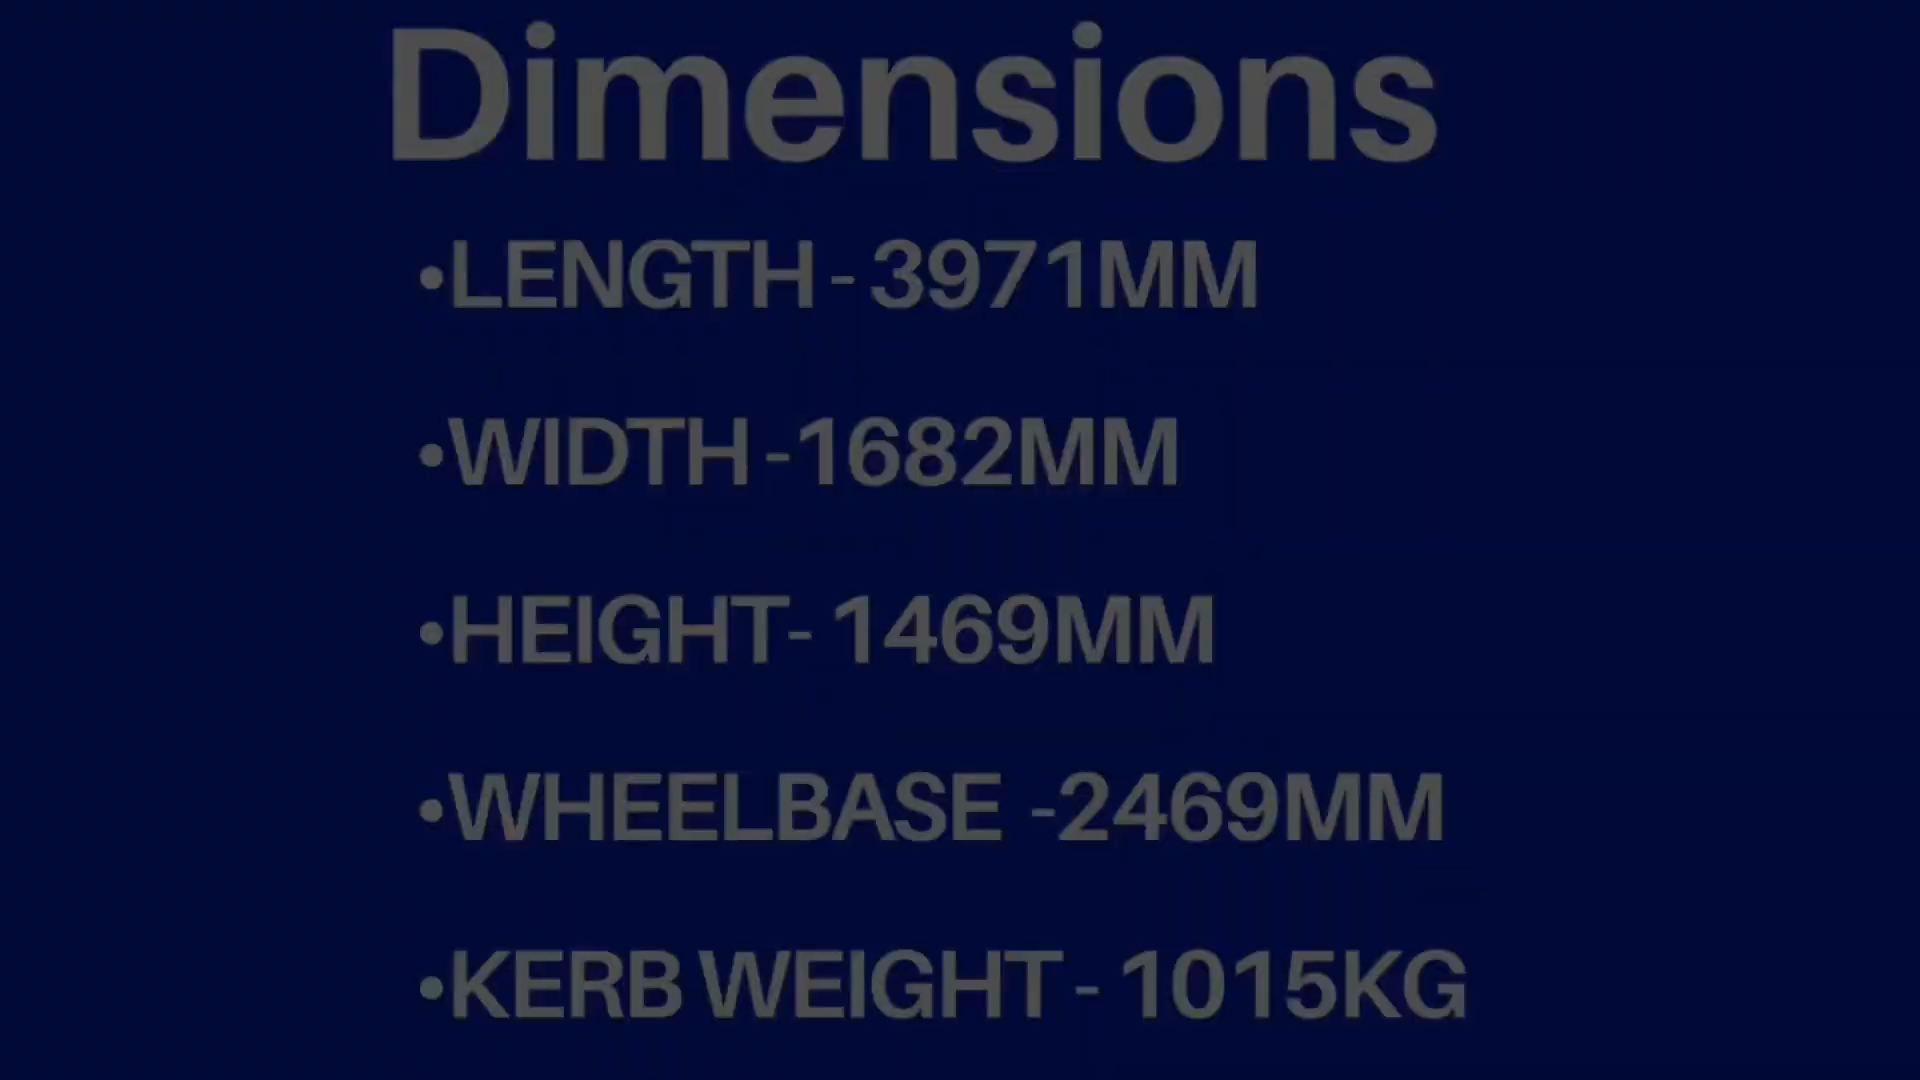 Dimensions
•LENGTH - 3971MM
•WIDTH -1682MM
•HEIGHT- 1469MM
•WHEELBASE -2469MM
•KERB WEIGHT - 1015KG